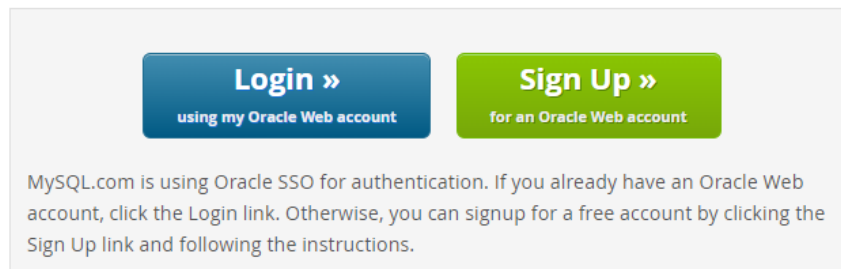 Login »
using my Oracle Web account
Sign Up »
for an Oracle Web account
MySQL.com is using Oracle SSO for authentication. If you already have an Oracle Web
account, click the Login link. Otherwise, you can signup for a free account by clicking the
Sign Up link and following the instructions.